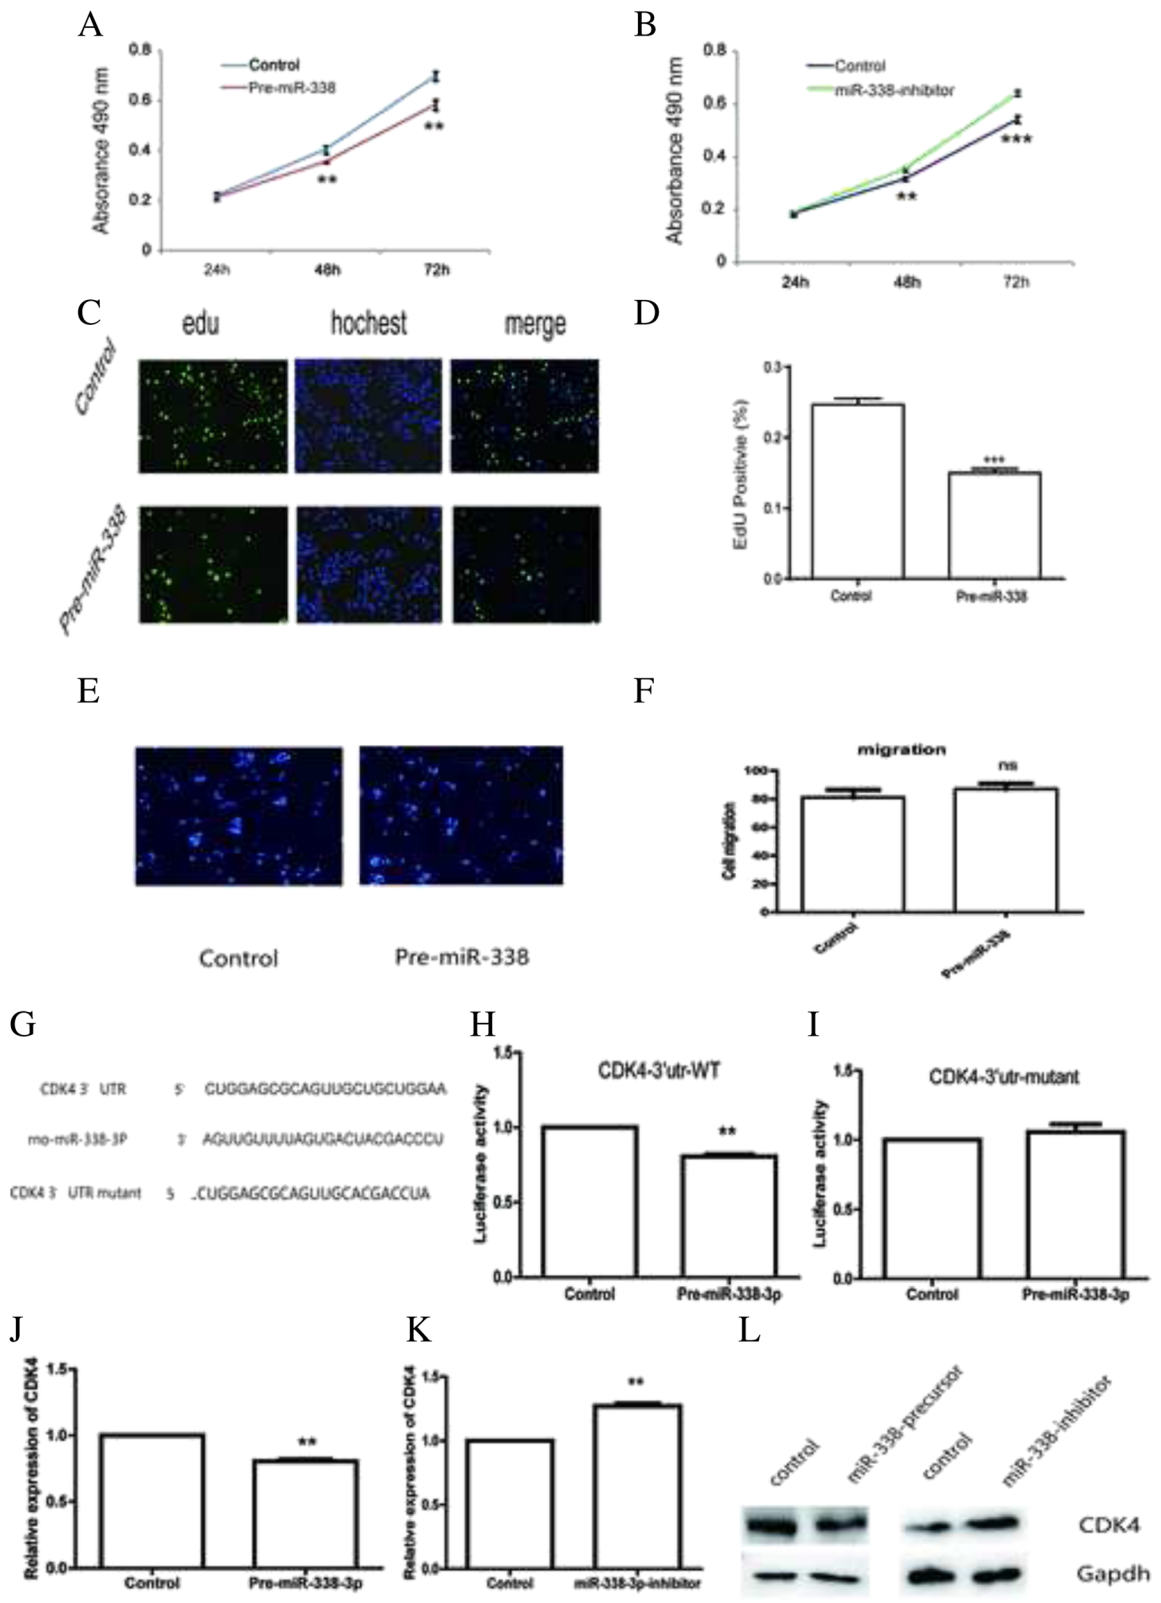 A
Absorance 490 nm
0.8
0.6
0.4
0.2
0
Control
Pre-miR-338
**
**
24h 48h 72h
B
Absorbance 490 nm
0.8
0.6
0.4
0.2
0
Control
miR-338-inhibitor
**
***
24h 48h 72h
C
edu hochest merge
Control
Pre-miR-338
D
EdU Positivie (%)
0.3
0.2
0.1
0.0
***
Control Pre-miR-338
E
Control Pre-miR-338
F
migration
Cell migration
100
80
60
40
20
0
ns
Control Pre-miR-338
G
CDK4 3' UTR 5' CUGGAGCGCAGUUGCUGCUGGAA
rno-miR-338-3P 3' AGUUGUUUUAGUGACUACGACCCU
CDK4 3' UTR mutant 5 ..CUGGAGCGCAGUUGCACGACCUA
H
CDK4-3'utr-WT
Luciferase activity
1.5
1.0
0.5
0.0
**
Control Pre-miR-338-3p
I
CDK4-3'utr-mutant
Luciferase activity
1.5
1.0
0.5
0.0
Control Pre-miR-338-3p
J
Relative expression of CDK4
1.5
1.0
0.5
0.0
**
Control Pre-miR-338-3p
K
Relative expression of CDK4
1.5
1.0
0.5
0.0
**
Control miR-338-3p-inhibitor
L
control miR-338-precursor control miR-338-inhibitor
CDK4
Gapdh